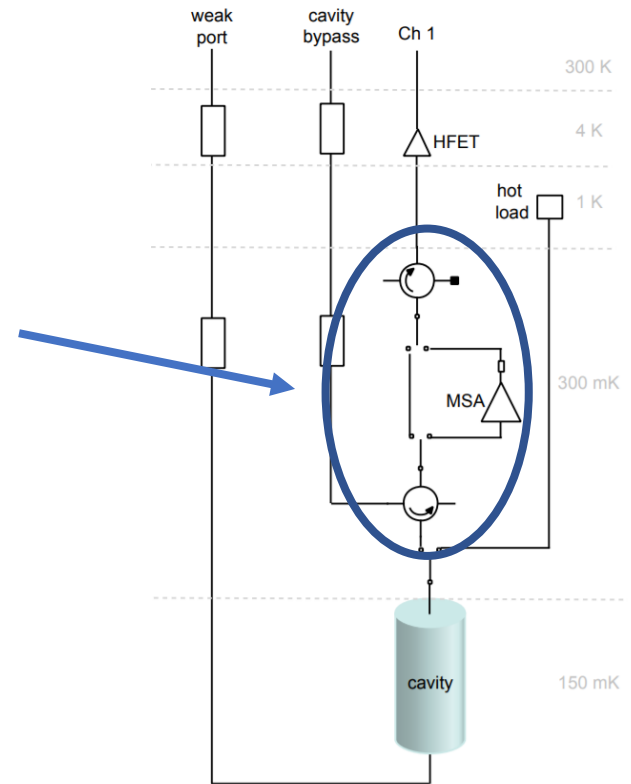 weak
port
cavity
bypass
Ch 1
300 K
4 K
HFET
hot
load
1 K
MSA
300 mK
cavity
150 mK